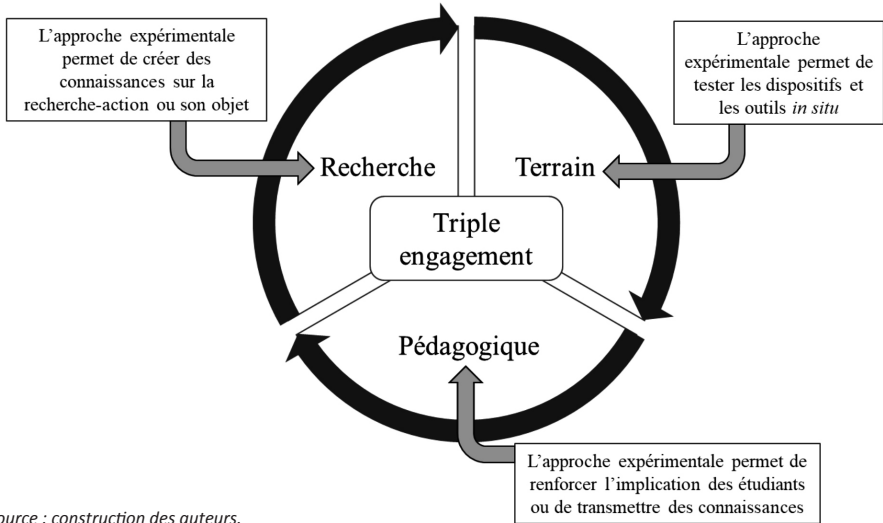 L’approche expérimentale
permet de créer des
connaissances sur la
recherche-action ou son objet
L’approche
expérimentale permet de
tester les dispositifs et
les outils in situ
Recherche
Terrain
Triple
engagement
Pédagogique
L’approche expérimentale permet de
renforcer l’implication des étudiants
ou de transmettre des connaissances
ource : construction des auteurs.